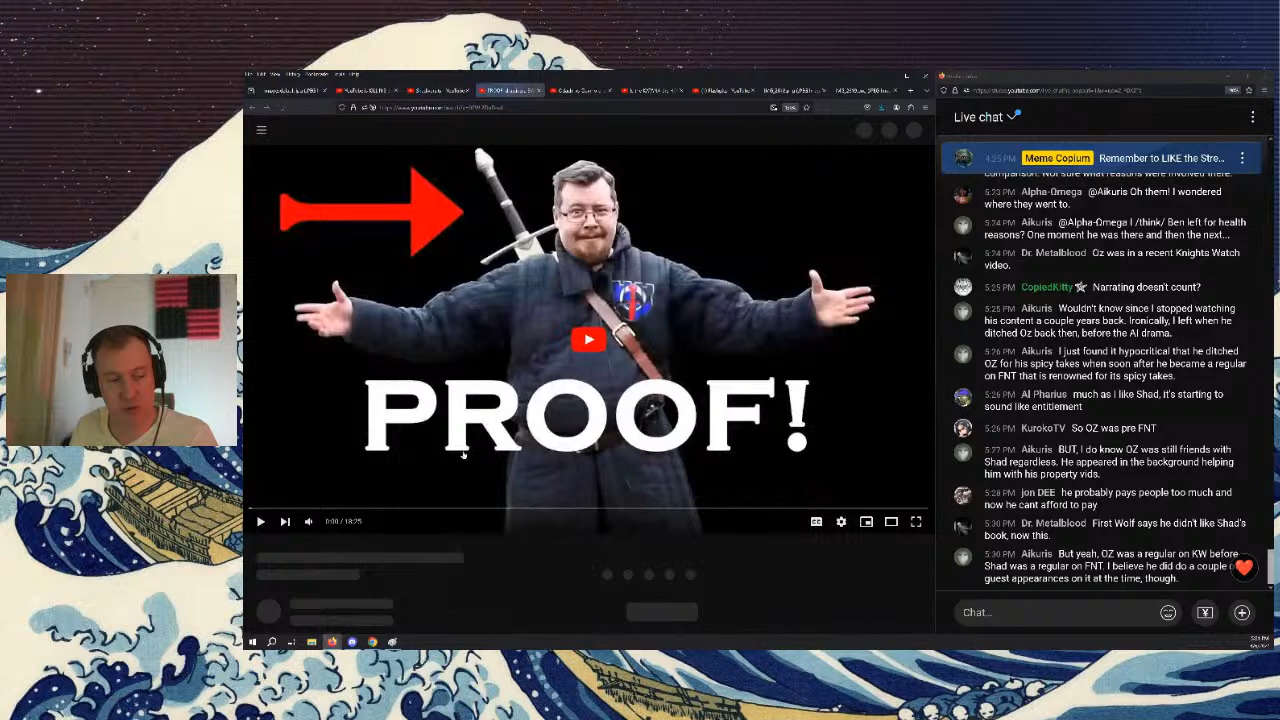 Live chat
4:25 PM Meme Copium Remember to LIKE the Stre...
comparison. Not sure what reasons were involved there.
5:23 PM Alpha-Omega @Aikuris Oh them! I wondered
where they went to.
5:24 PM Aikuris @Alpha-Omega I /think/ Ben left for health
reasons? One moment he was there and then the next...
5:24 PM Dr. Metalblood Oz was in a recent Knights Watch
video.
5:25 PM CopiedKitty Narrating doesn't count?
5:25 PM Aikuris Wouldn't know since I stopped watching
his content a couple years back. Ironically, I left when he
ditched Oz back then, before the AI drama.
5:26 PM Aikuris I just found it hypocritical that he ditched
OZ for his spicy takes when soon after he became a regular
on FNT that is renowned for its spicy takes.
5:26 PM Al Pharius much as I like Shad, it's starting to
sound like entitlement
5:26 PM KurokoTV So OZ was pre FNT
5:27 PM Aikuris BUT, I do know OZ was still friends with
Shad regardless. He appeared in the background helping
him with his property vids.
5:28 PM jon DEE he probably pays people too much and
now he cant afford to pay
5:30 PM Dr. Metalblood First Wolf says he didn't like Shad's
book, now this.
5:30 PM Aikuris But yeah, OZ was a regular on KW before
Shad was a regular on FNT. I believe he did do a couple
guest appearances on it at the time, though.
Chat...
PROOF!
0:00 / 18:25